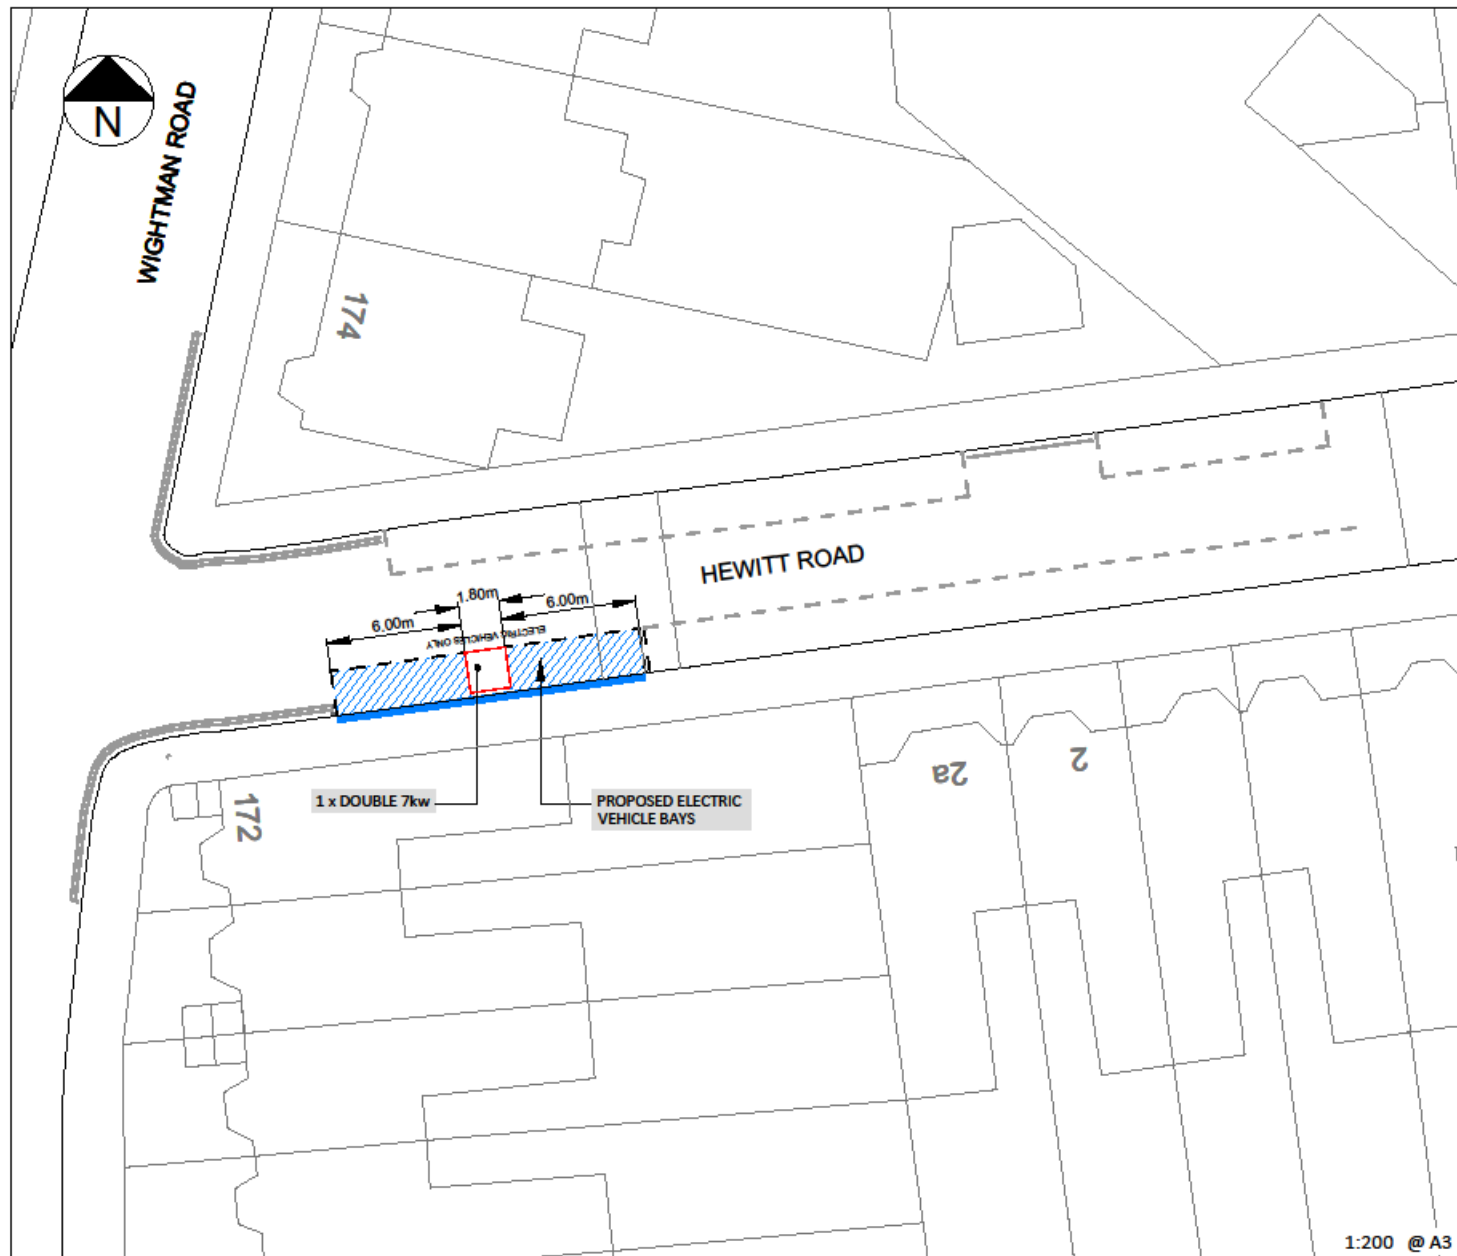 N
WIGHTMAN ROAD
174
HEWITT ROAD
1.80m
6.00m
6.00m
ELECTRIC VEHICLES ONLY
172
1 x DOUBLE 7kw
PROPOSED ELECTRIC
VEHICLE BAYS
2a
2
1:200 @ A3